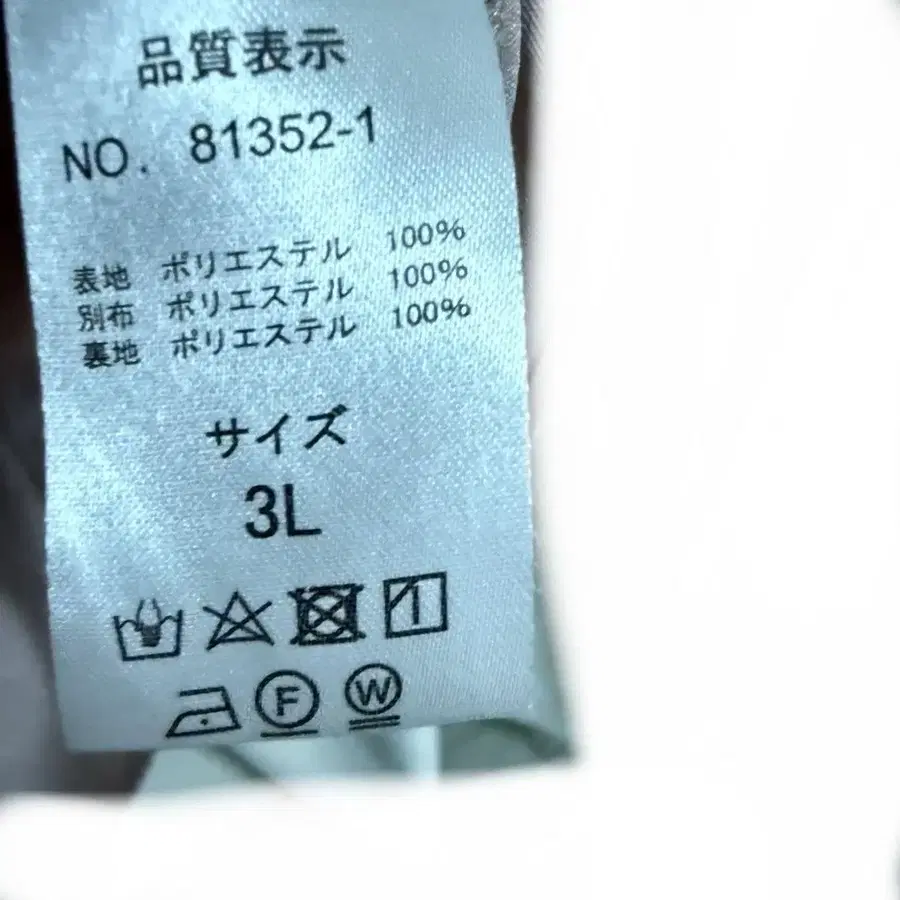 品質表示
NO. 81352-1
表地 ポリエステル 100%
別布 ポリエステル 100%
裏地 ポリエステル 100%
サイズ
3L
F W